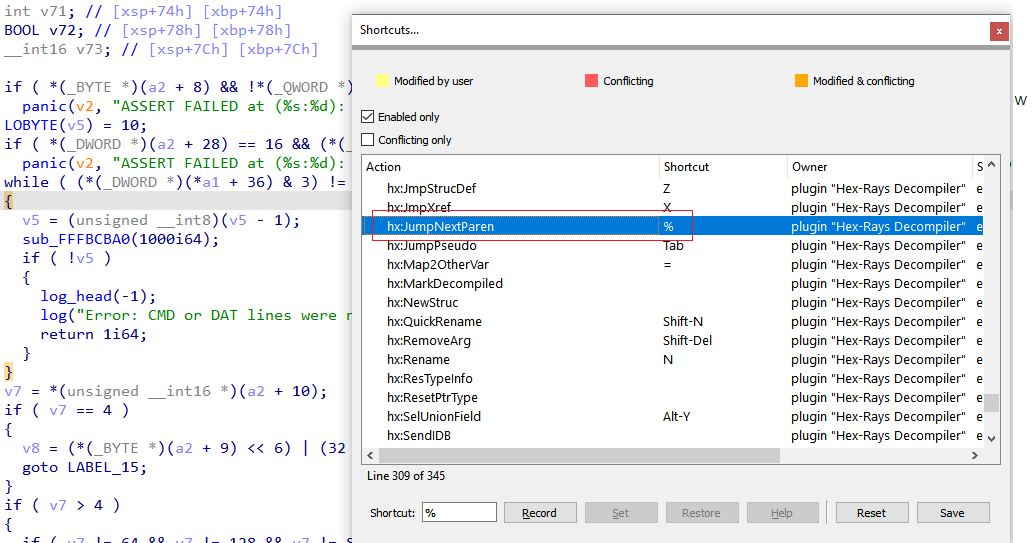 int v71; // [xsp+74h] [xbp+74h]
BOOL v72; // [xsp+78h] [xbp+78h]
__int16 v73; // [xsp+7Ch] [xbp+7Ch]
if ( *(_BYTE *)(a2 + 8) && !*(_QWORD *)
panic(v2, "ASSERT FAILED at (%s:%d):
LOBYTE(v5) = 10;
if ( *(_DWORD *)(a2 + 28) == 16 && (*(_
panic(v2, "ASSERT FAILED at (%s:%d):
while ( (*(_DWORD *)(*a1 + 36) & 3) !=
{
v5 = (unsigned __int8)(v5 - 1);
sub_FFFBCBA0(1000i64);
if ( !v5 )
{
log_head(-1);
log("Error: CMD or DAT lines were
return 1i64;
}
}
v7 = *(unsigned __int16 *)(a2 + 10);
if ( v7 == 4 )
{
v8 = (*(_BYTE *)(a2 + 9) << 6) | (32
goto LABEL_15;
}
if ( v7 > 4 )
{
Shortcuts...
x
Modified by user
Conflicting
Modified & conflicting
Enabled only
Conflicting only
Action Shortcut Owner S
hx:JmpStrucDef Z plugin "Hex-Rays Decompiler" e
hx:JmpXref X plugin "Hex-Rays Decompiler" e
hx:JumpNextParen % plugin "Hex-Rays Decompiler" e
hx:JumpPseudo Tab plugin "Hex-Rays Decompiler" e
hx:Map2OtherVar = plugin "Hex-Rays Decompiler" e
hx:MarkDecompiled plugin "Hex-Rays Decompiler" e
hx:NewStruc plugin "Hex-Rays Decompiler" e
hx:QuickRename Shift-N plugin "Hex-Rays Decompiler" e
hx:RemoveArg Shift-Del plugin "Hex-Rays Decompiler" e
hx:Rename N plugin "Hex-Rays Decompiler" e
hx:ResTypeInfo plugin "Hex-Rays Decompiler" e
hx:ResetPtrType plugin "Hex-Rays Decompiler" e
hx:SelUnionField Alt-Y plugin "Hex-Rays Decompiler" e
hx:SendIDB plugin "Hex-Rays Decompiler" e
Line 309 of 345
Shortcut: % Record Set Restore Help Reset Save